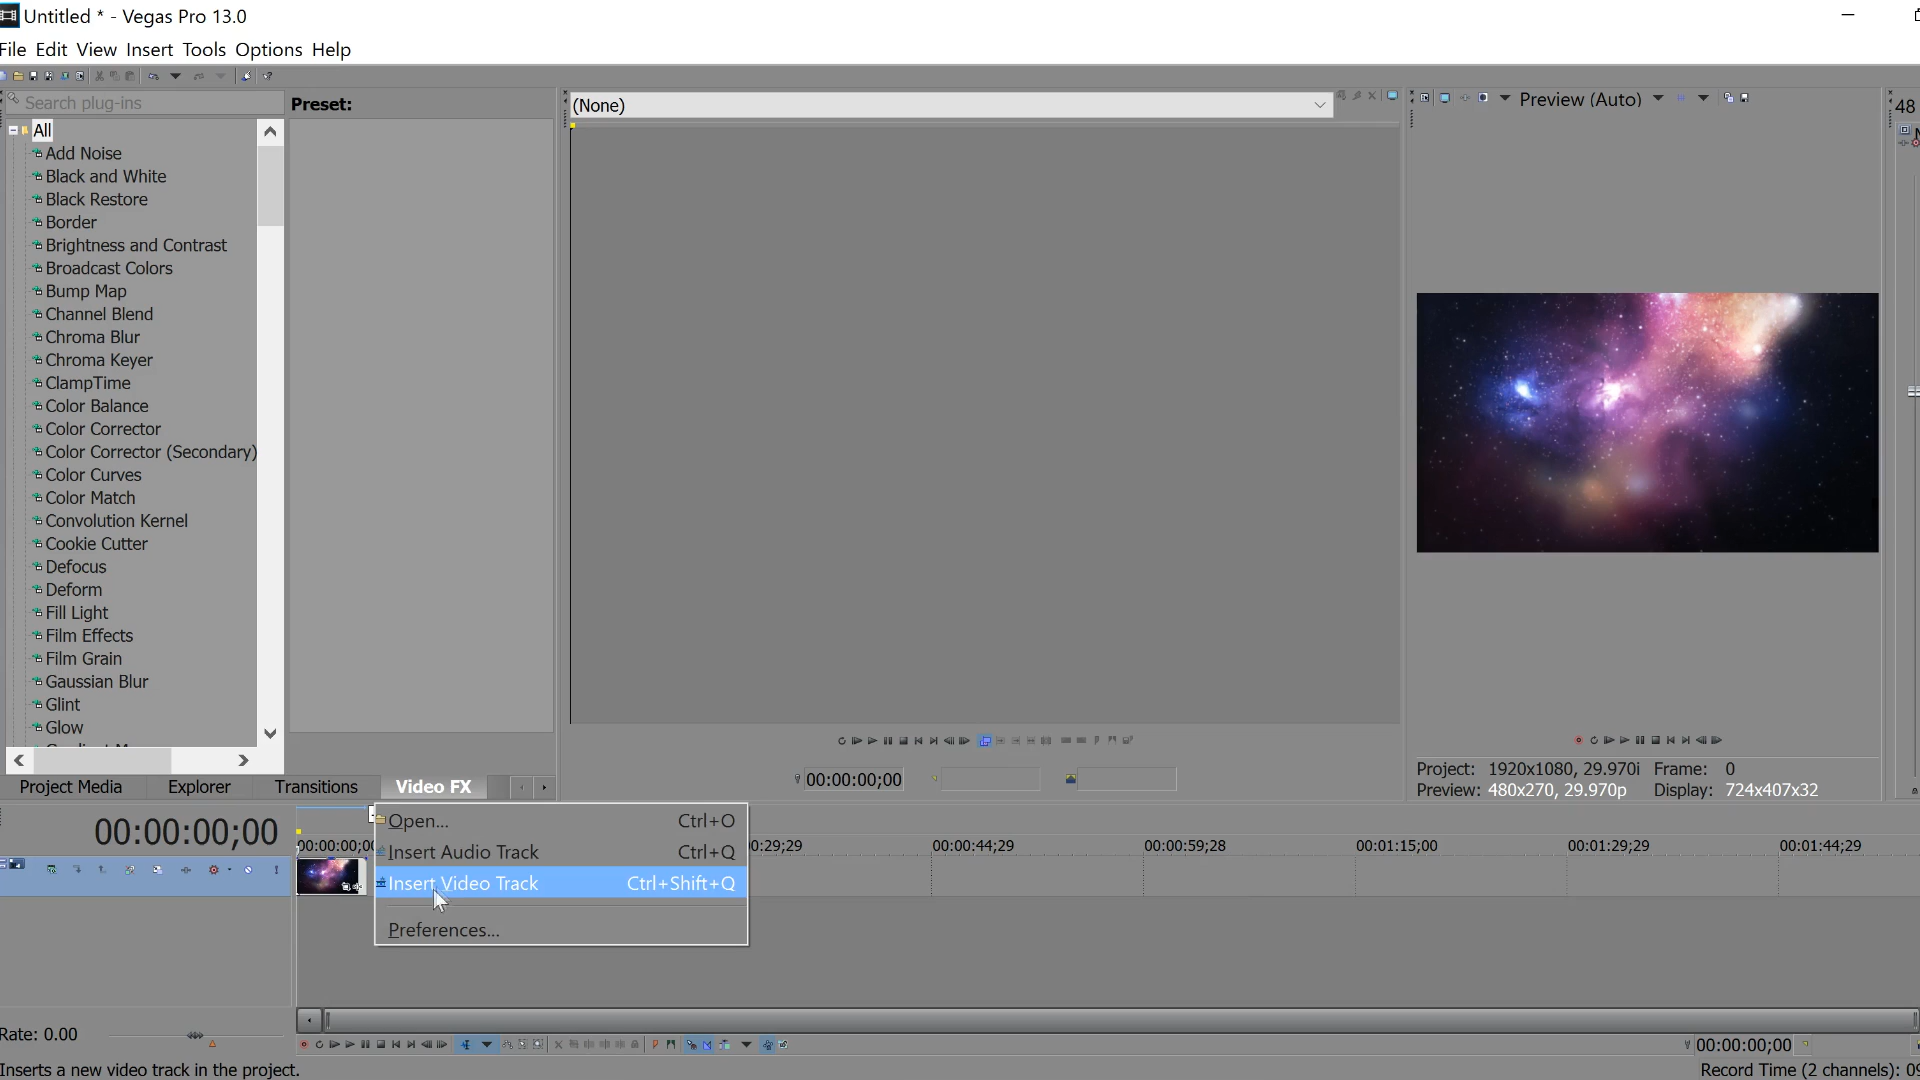 Untitled * - Vegas Pro 13.0
File Edit View Insert Tools Options Help
Search plug-ins
Preset:
(None)
Preview (Auto)
48
All
Add Noise
Black and White
Black Restore
Border
Brightness and Contrast
Broadcast Colors
Bump Map
Channel Blend
Chroma Blur
Chroma Keyer
ClampTime
Color Balance
Color Corrector
Color Corrector (Secondary)
Color Curves
Color Match
Convolution Kernel
Cookie Cutter
Defocus
Deform
Fill Light
Film Effects
Film Grain
Gaussian Blur
Glint
Glow
00:00:00;00
Project: 1920x1080, 29.970i Frame: 0
Preview: 480x270, 29.970p Display: 724x407x32
Project Media Explorer Transitions Video FX
00:00:00;00
Open... Ctrl+O
Insert Audio Track Ctrl+Q
Insert Video Track Ctrl+Shift+Q
Preferences...
00:00:00;0 0:29;29 00:00:44;29 00:00:59;28 00:01:15;00 00:01:29;29 00:01:44;29
Rate: 0.00
00:00:00;00
Inserts a new video track in the project.
Record Time (2 channels):